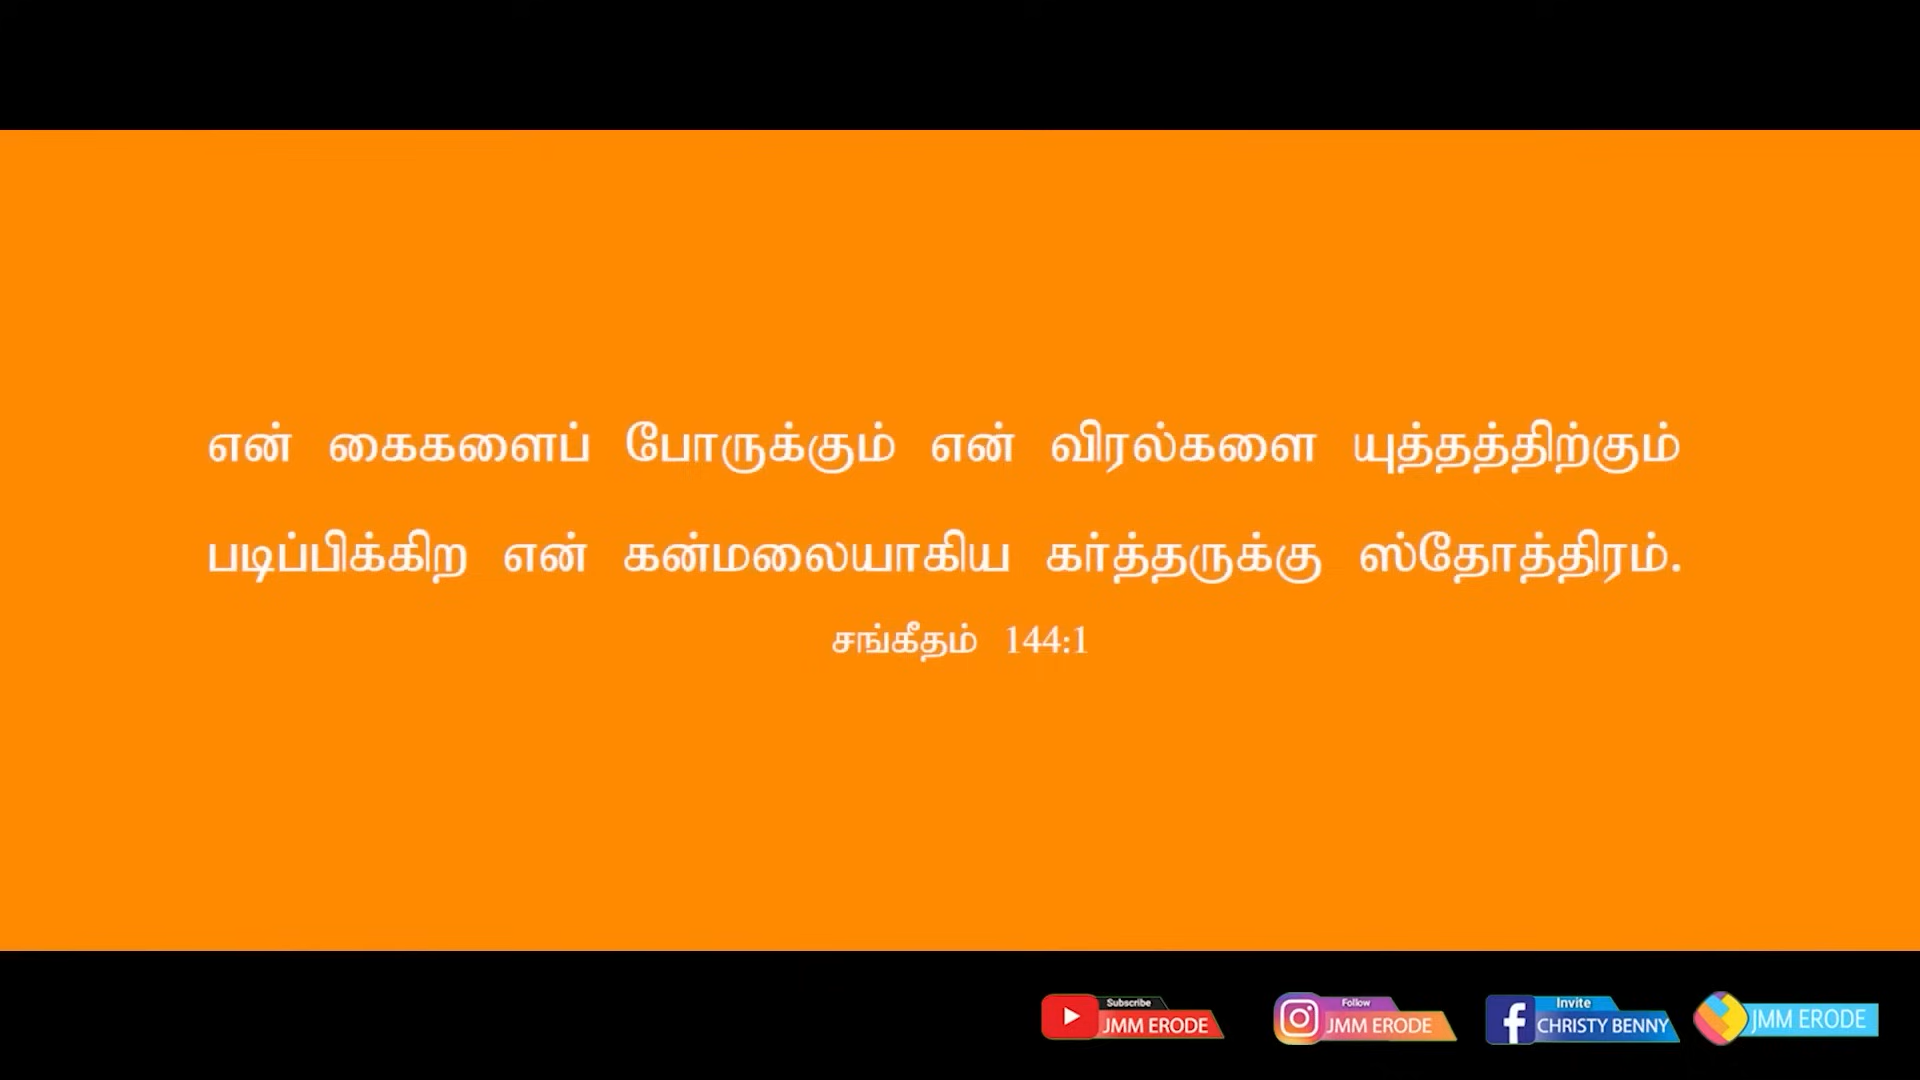 என் கைகளைப் போருக்கும் என் விரல்களை யுத்தத்திற்கும்
படிப்பிக்கிற என் கன்மலையாகிய கர்த்தருக்கு ஸ்தோத்திரம்.
சங்கீதம் 144:1
Subscribe
JMM ERODE
Follow
JMM ERODE
Invite
CHRISTY BENNY
JMM ERODE